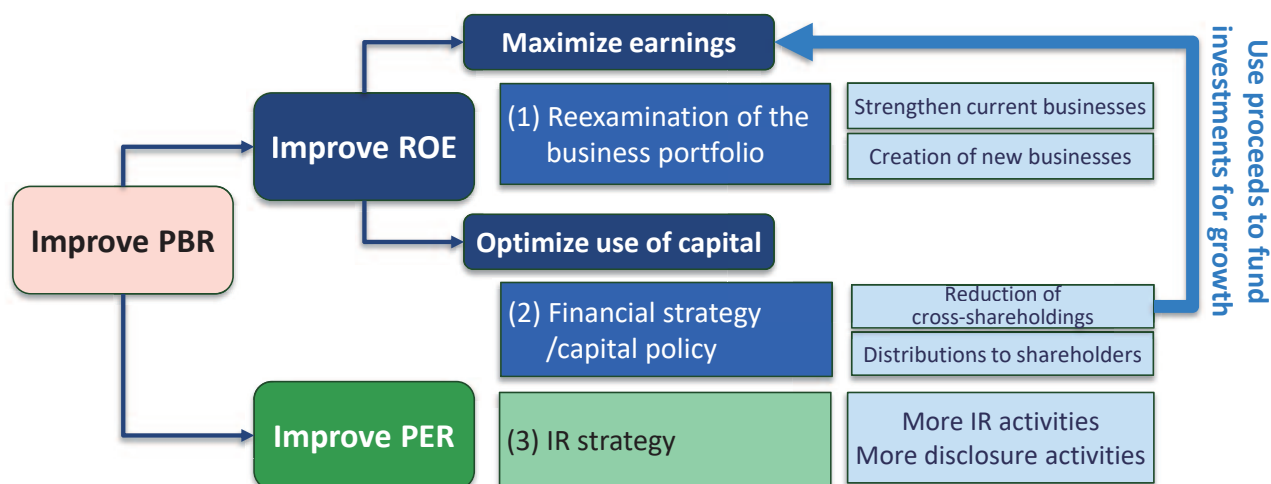 Maximize earnings
(1) Reexamination of the
business portfolio
Strengthen current businesses
Creation of new businesses
Improve ROE
Improve PBR
Optimize use of capital
(2) Financial strategy
/capital policy
Reduction of
cross-shareholdings
Distributions to shareholders
Use proceeds to fund
investments for growth
Improve PER
(3) IR strategy
More IR activities
More disclosure activities